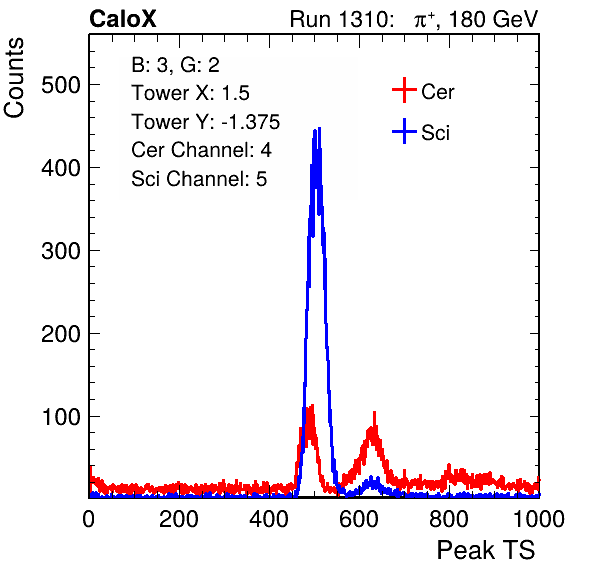 CaloX Run 1310: π⁺, 180 GeV
Counts
B: 3, G: 2
Tower X: 1.5
Tower Y: -1.375
Cer Channel: 4
Sci Channel: 5
Cer
Sci
500
400
300
200
100
0 200 400 600 800 1000
Peak TS